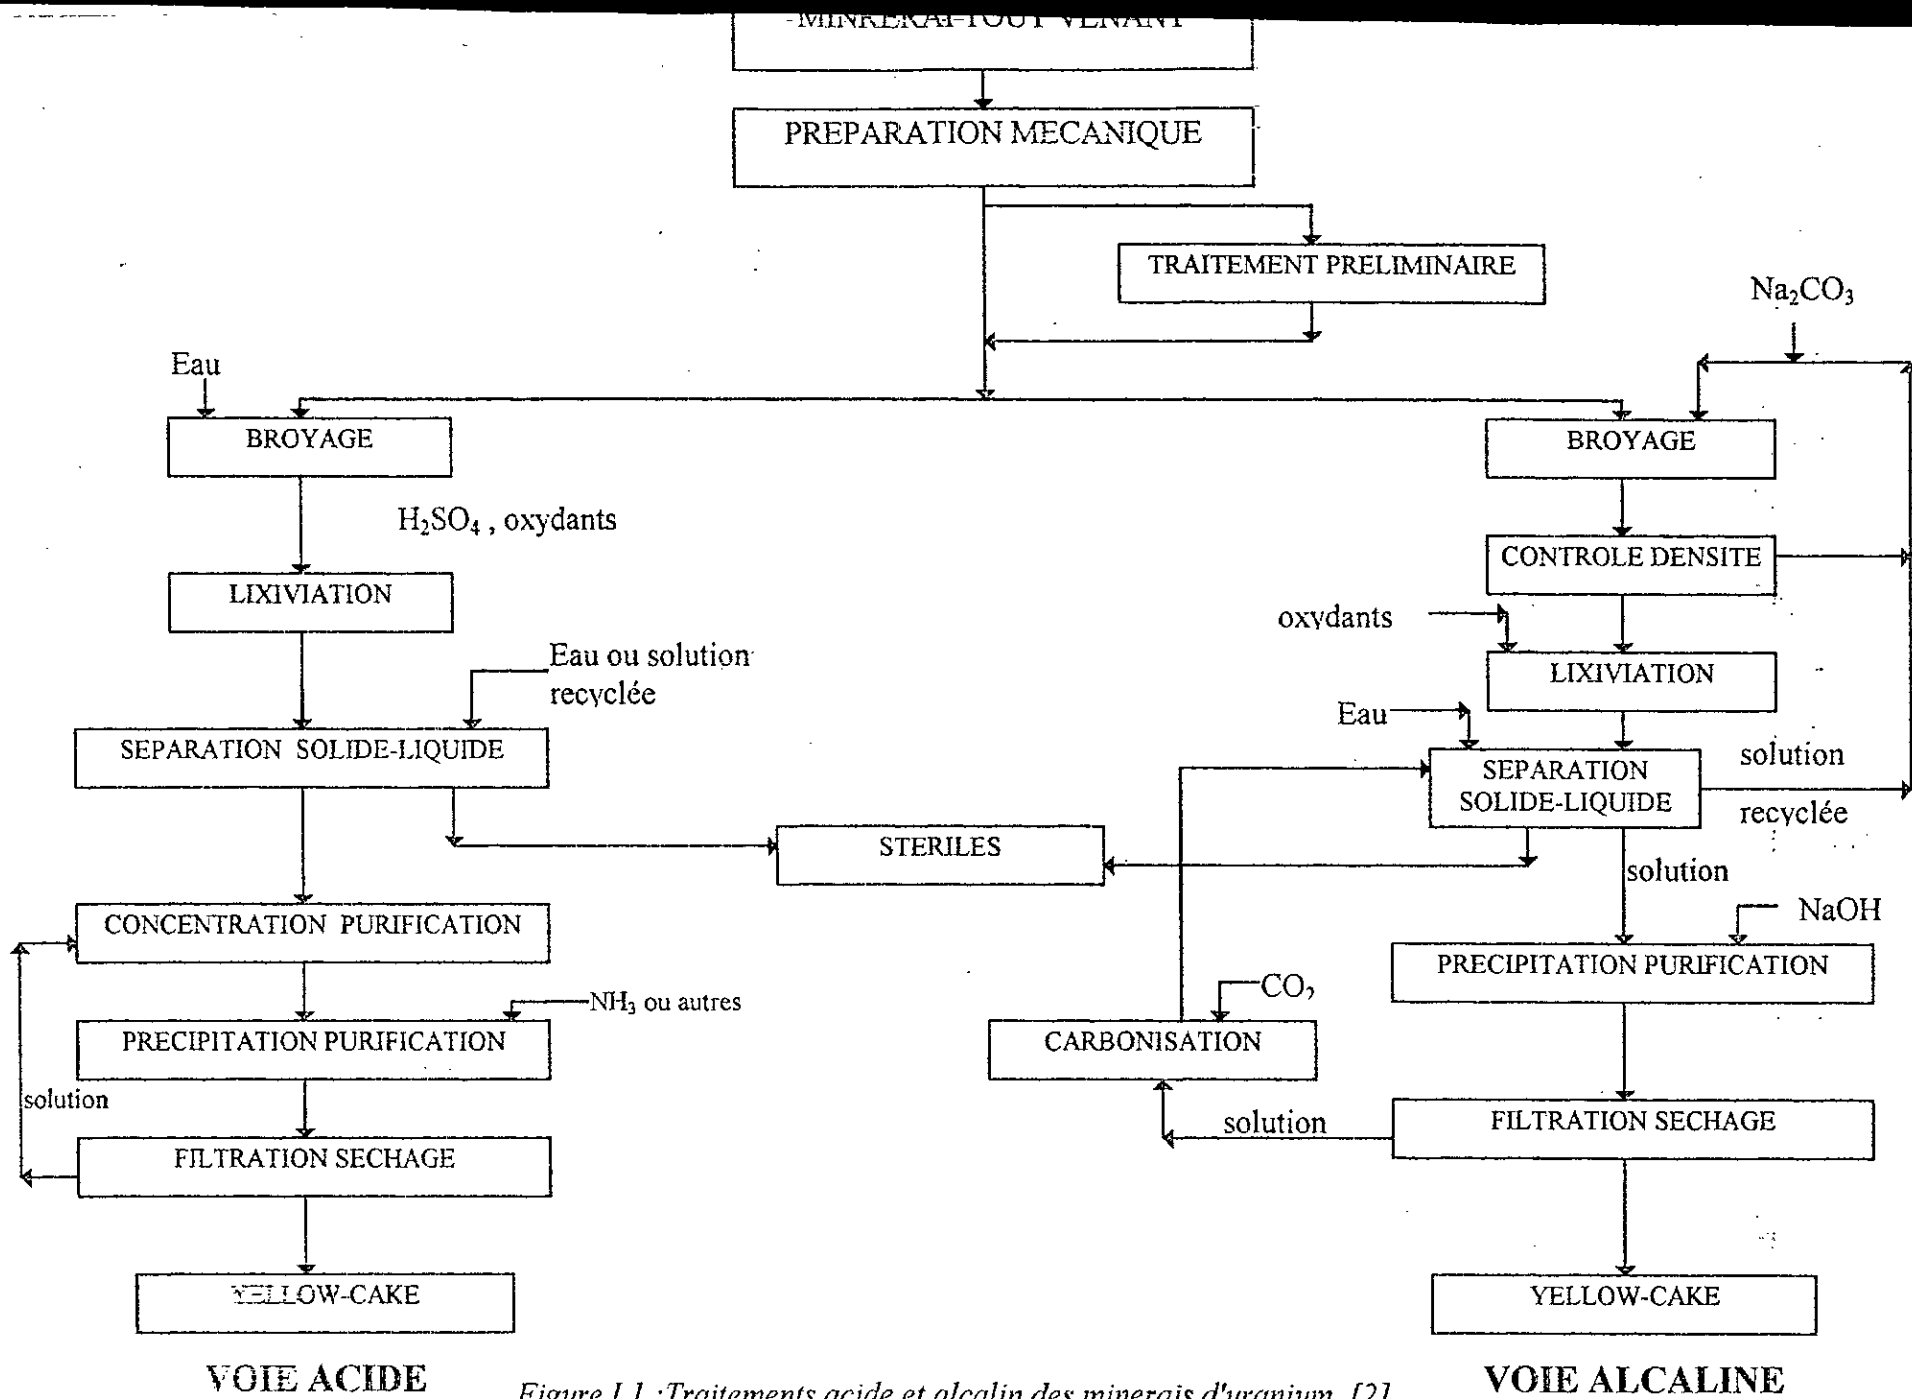 MINRERAI TOUT VENANT
PREPARATION MECANIQUE
TRAITEMENT PRELIMINAIRE
Na₂CO₃
Eau
BROYAGE
BROYAGE
H₂SO₄ , oxydants
CONTROLE DENSITE
LIXIVIATION
oxydants
Eau ou solution
recyclée
LIXIVIATION
Eau
SEPARATION SOLIDE-LIQUIDE
SEPARATION
SOLIDE-LIQUIDE
solution
recyclée
STERILES
solution
CONCENTRATION PURIFICATION
NaOH
PRECIPITATION PURIFICATION
NH₃ ou autres
CO₂
PRECIPITATION PURIFICATION
CARBONISATION
solution
solution
FILTRATION SECHAGE
FILTRATION SECHAGE
YELLOW-CAKE
YELLOW-CAKE
VOIE ACIDE
VOIE ALCALINE
Figure I.1 :Traitements acide et alcalin des minerais d'uranium. [2]